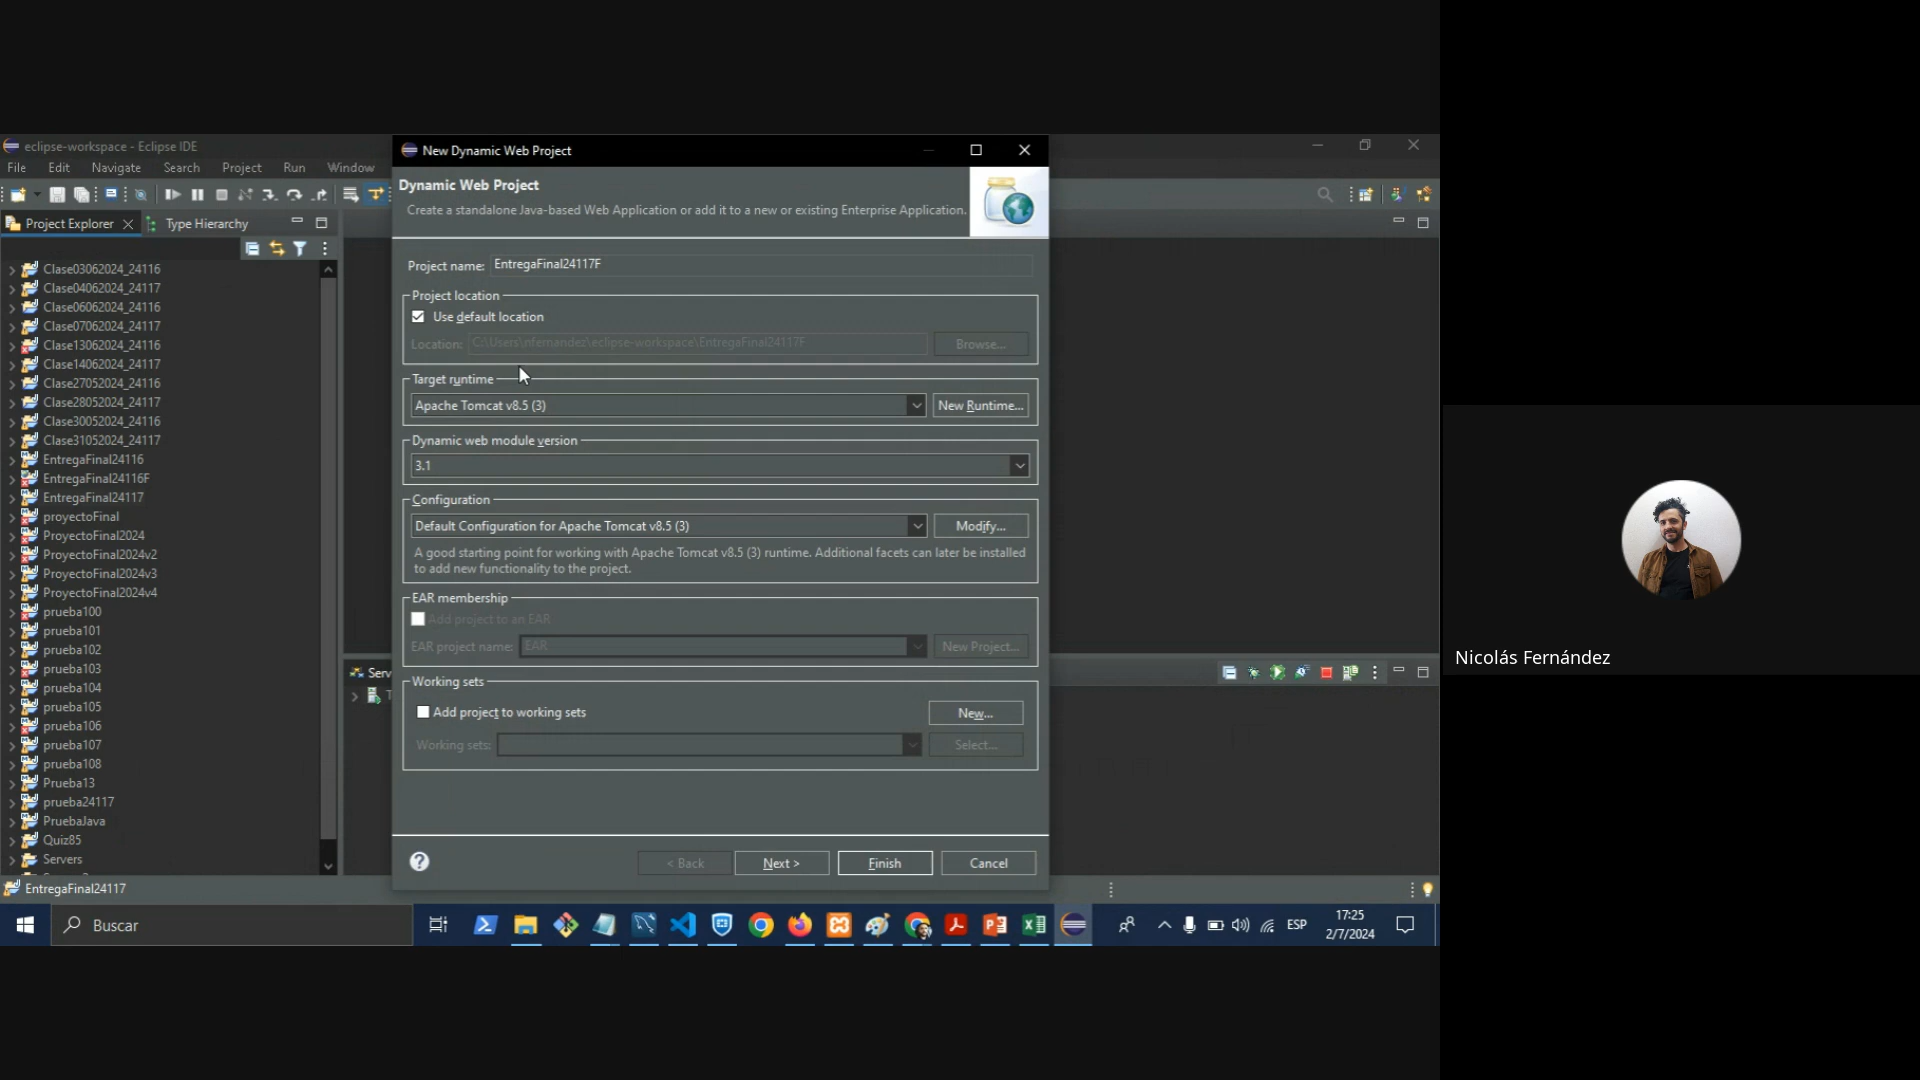 eclipse-workspace - Eclipse IDE
File Edit Navigate Search Project Run Window
Project Explorer Type Hierarchy
Clase03062024_24116
Clase04062024_24117
Clase06062024_24116
Clase07062024_24117
Clase13062024_24116
Clase14062024_24117
Clase27052024_24116
Clase28052024_24117
Clase30052024_24116
Clase31052024_24117
EntregaFinal24116
EntregaFinal24116F
EntregaFinal24117
proyectoFinal
ProyectoFinal2024
ProyectoFinal2024v2
ProyectoFinal2024v3
ProyectoFinal2024v4
prueba100
prueba101
prueba102
prueba103
prueba104
prueba105
prueba106
prueba107
prueba108
Prueba13
prueba24117
PruebaJava
Quiz85
Servers
EntregaFinal24117
New Dynamic Web Project
Dynamic Web Project
Create a standalone Java-based Web Application or add it to a new or existing Enterprise Application.
Project name: EntregaFinal24117F
Project location
Use default location
Location: C:\Users\nfernandez\eclipse-workspace\EntregaFinal24117F Browse...
Target runtime
Apache Tomcat v8.5 (3) New Runtime...
Dynamic web module version
3.1
Configuration
Default Configuration for Apache Tomcat v8.5 (3) Modify...
A good starting point for working with Apache Tomcat v8.5 (3) runtime. Additional facets can later be installed
to add new functionality to the project.
EAR membership
Add project to an EAR
EAR project name: EAR New Project...
Working sets
Add project to working sets New...
Working sets: Select...
< Back Next > Finish Cancel
Serv
Buscar
ESP
17:25
2/7/2024
Nicolás Fernández